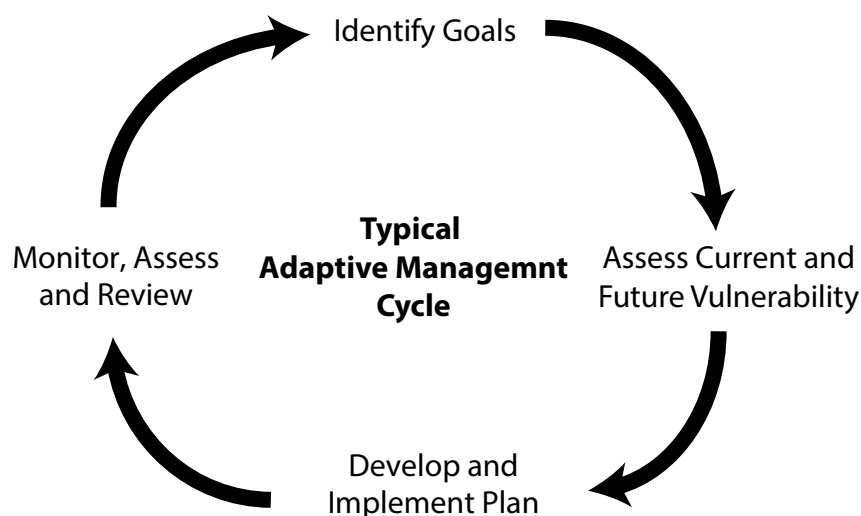 Identify Goals
Typical
Adaptive Managemnt
Cycle
Monitor, Assess
and Review
Assess Current and
Future Vulnerability
Develop and
Implement Plan